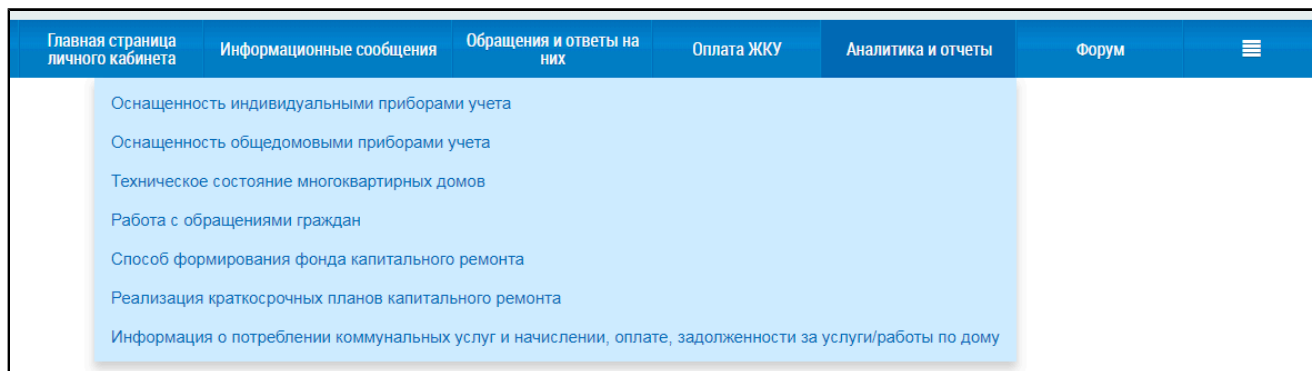 Главная страница
личного кабинета
Информационные сообщения
Обращения и ответы на
них
Оплата ЖКУ
Аналитика и отчеты
Форум
Оснащенность индивидуальными приборами учета
Оснащенность общедомовыми приборами учета
Техническое состояние многоквартирных домов
Работа с обращениями граждан
Способ формирования фонда капитального ремонта
Реализация краткосрочных планов капитального ремонта
Информация о потреблении коммунальных услуг и начислении, оплате, задолженности за услуги/работы по дому